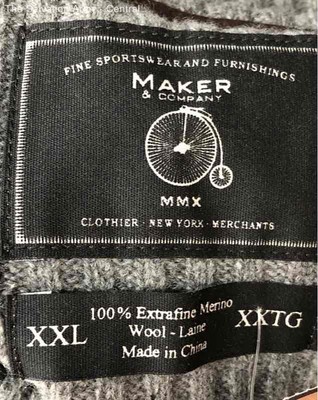 FINE SPORTSWEAR AND FURNISHINGS
MAKER
& COMPANY
MMX
CLOTHIER · NEW YORK · MERCHANTS
XXL
100% Extrafine Merino
Wool - Laine
Made in China
XXTG